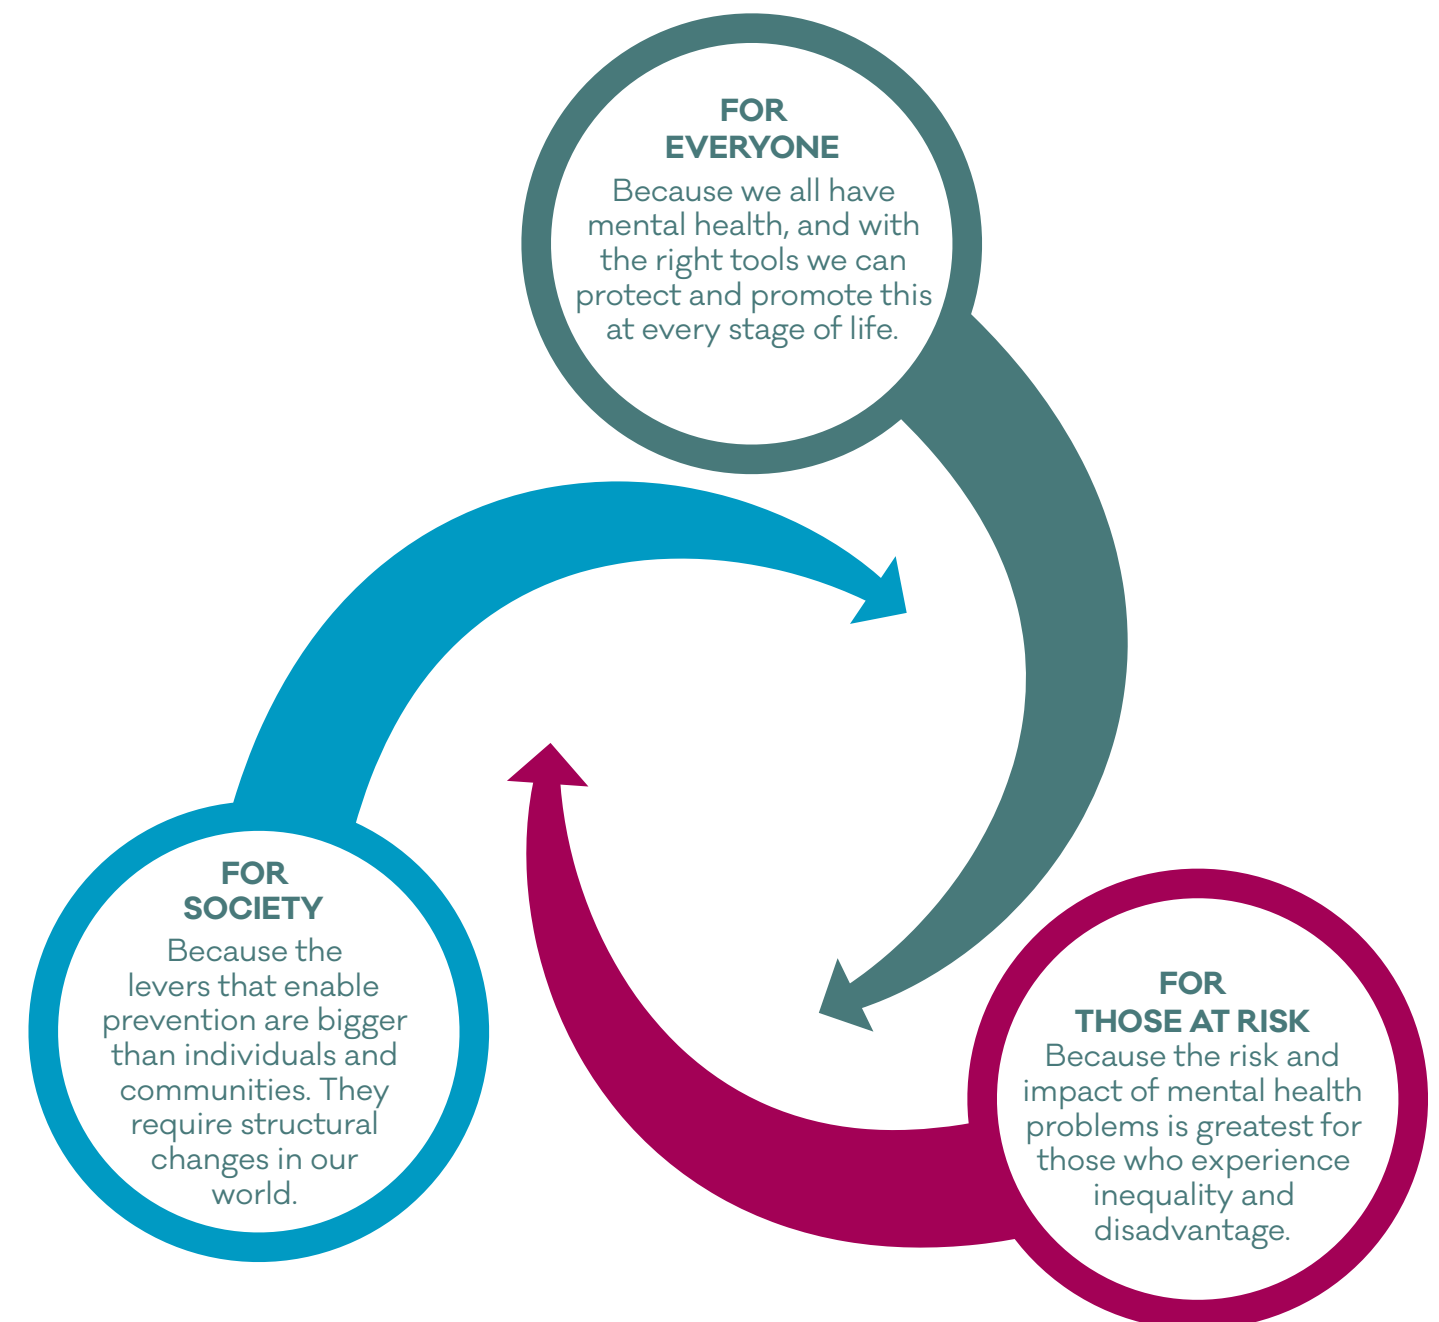 FOR
EVERYONE
Because we all have
mental health, and with
the right tools we can
protect and promote this
at every stage of life.
FOR
SOCIETY
Because the
levers that enable
prevention are bigger
than individuals and
communities. They
require structural
changes in our
world.
FOR
THOSE AT RISK
Because the risk and
impact of mental health
problems is greatest for
those who experience
inequality and
disadvantage.